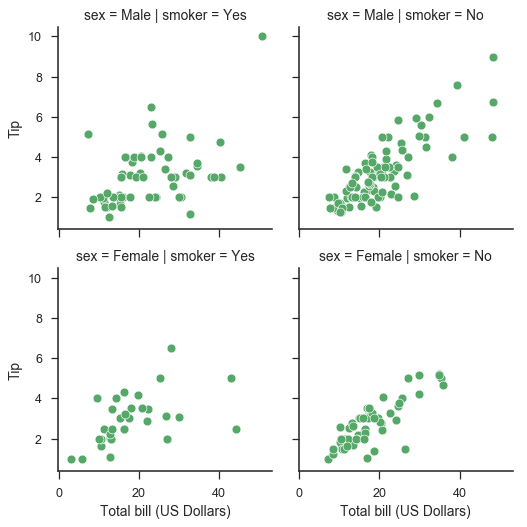 sex = Male | smoker = Yes
sex = Male | smoker = No
10
8
6
4
2
Tip
sex = Female | smoker = Yes
sex = Female | smoker = No
10
8
6
4
2
Tip
0 20 40
0 20 40
Total bill (US Dollars)
Total bill (US Dollars)